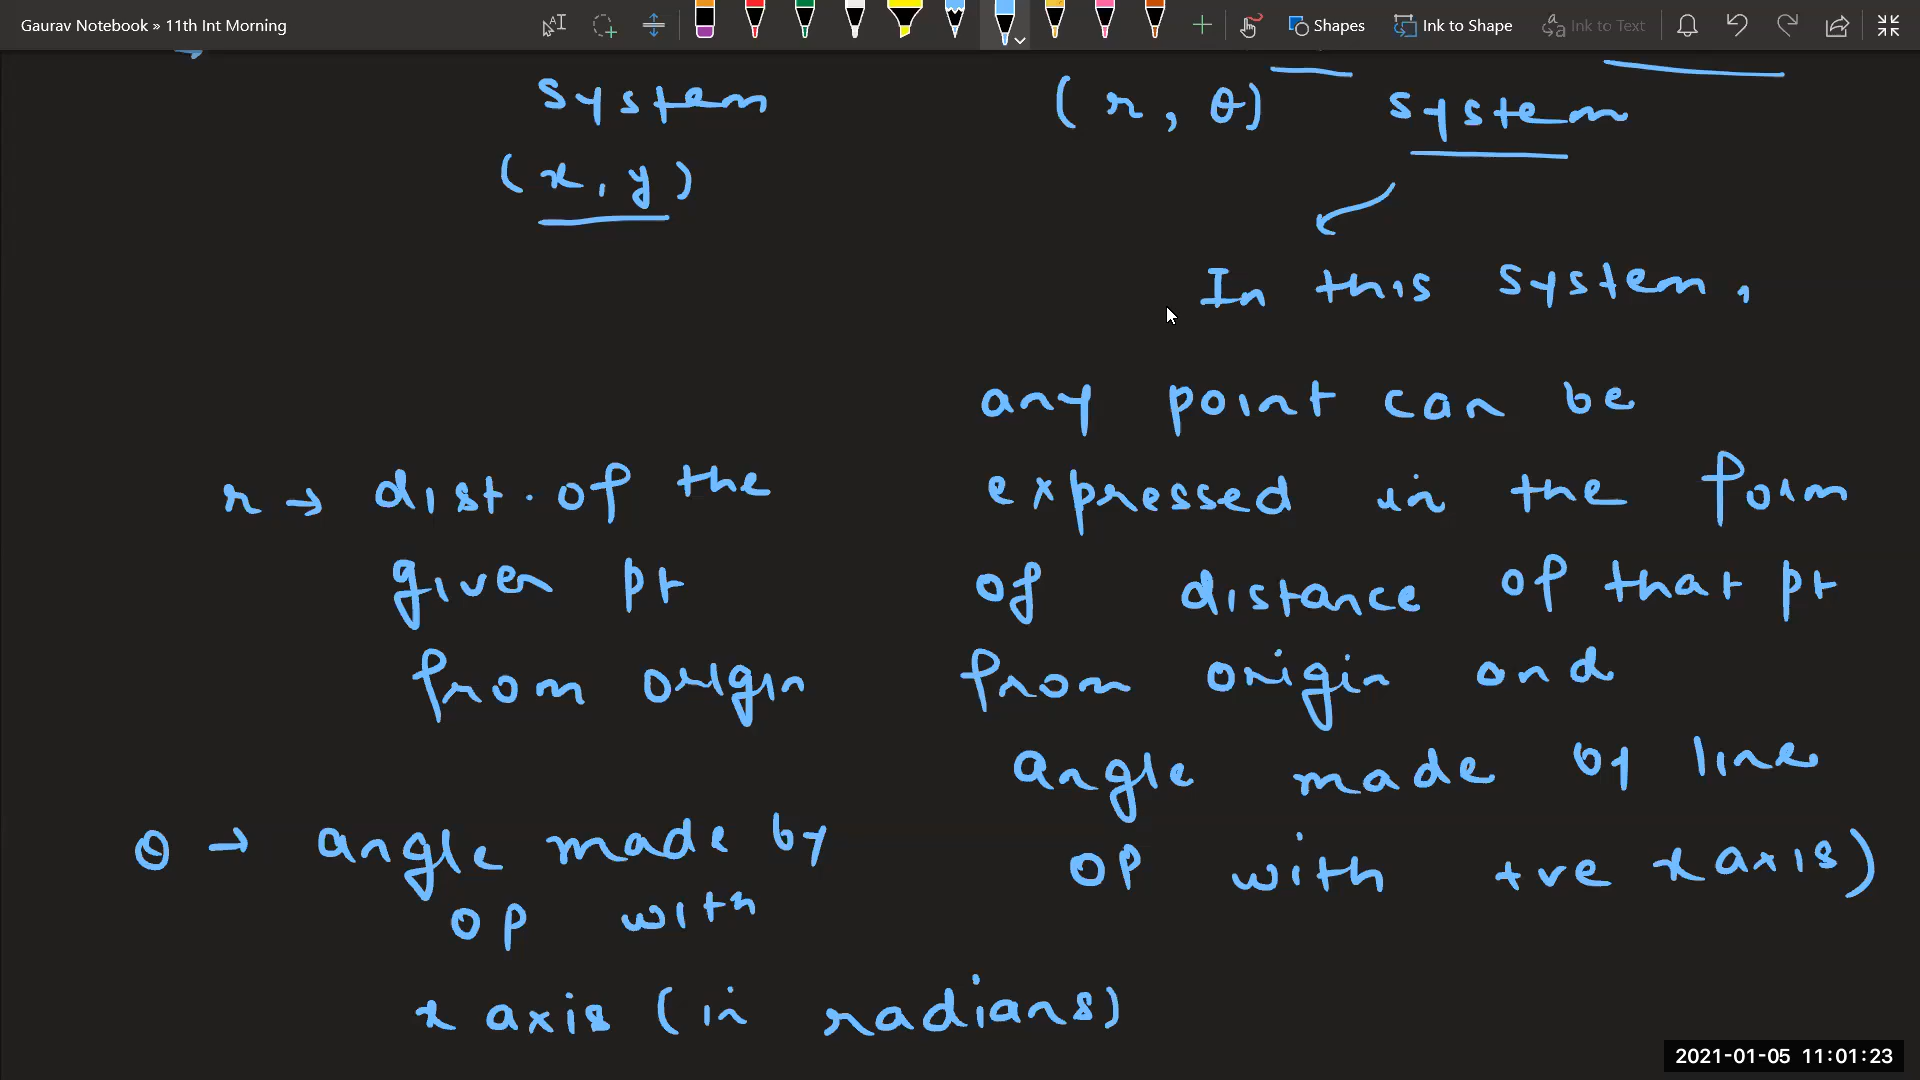 Gaurav Notebook » 11th Int Morning
Shapes
Ink to Shape
Ink to Text
system
(x, y)
(r, θ) system
In this system,
any point can be
expressed in the form
of distance of that pt
from origin and
angle made of line
OP with +ve x axis)
r → dist. of the
given pt
from origin
θ → angle made by
OP with
x axis (in radians)
2021-01-05 11:01:23